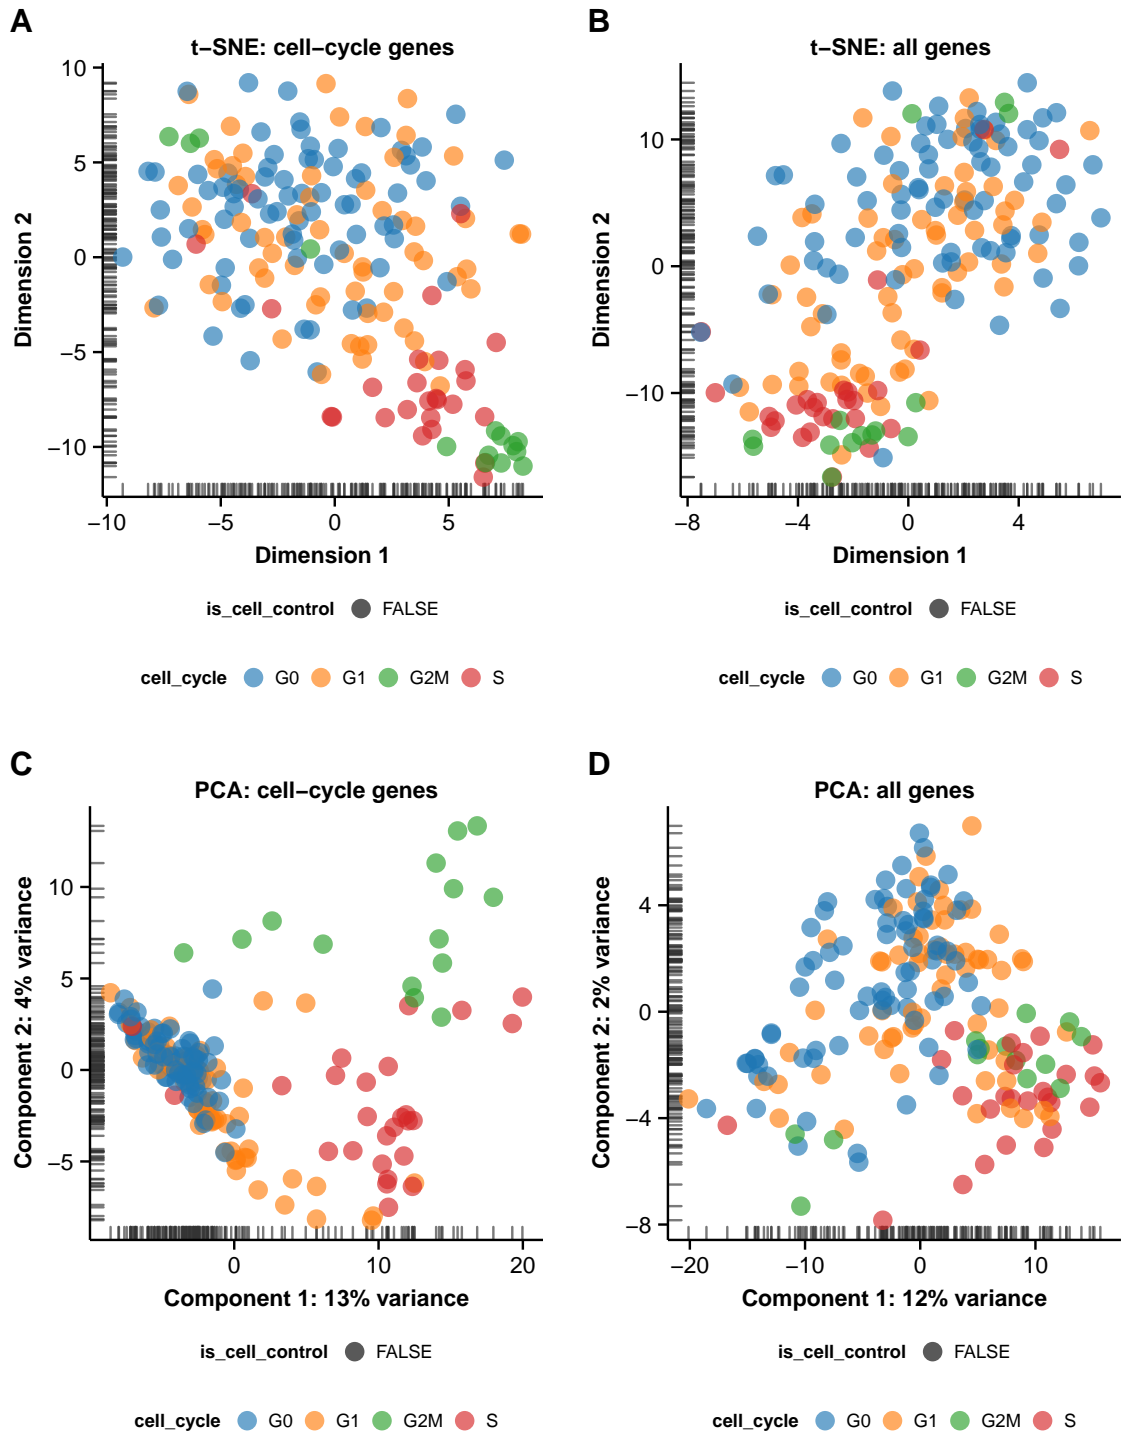 A
t−SNE: cell−cycle genes
10
5
0
−5
−10
Dimension 2
−10
−5
0
5
Dimension 1
is_cell_control FALSE
cell_cycle G0 G1 G2M S
B
t−SNE: all genes
10
0
−10
Dimension 2
−8
−4
0
4
Dimension 1
is_cell_control FALSE
cell_cycle G0 G1 G2M S
C
PCA: cell−cycle genes
10
5
0
−5
Component 2: 4% variance
0
10
20
Component 1: 13% variance
is_cell_control FALSE
cell_cycle G0 G1 G2M S
D
PCA: all genes
4
0
−4
−8
Component 2: 2% variance
−20
−10
0
10
Component 1: 12% variance
is_cell_control FALSE
cell_cycle G0 G1 G2M S